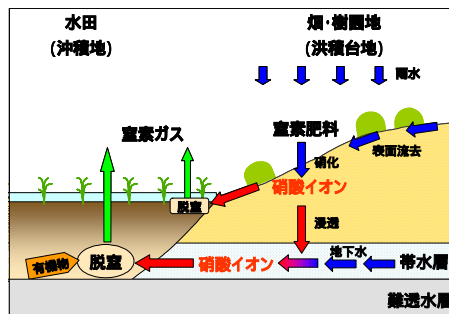 水田
(沖積地)
畑・樹園地
(洪積台地)
雨水
窒素ガス
窒素肥料
表面流去
硝化
硝酸イオン
脱窒
浸透
地下水
有機物
脱窒
硝酸イオン
帯水層
難透水層